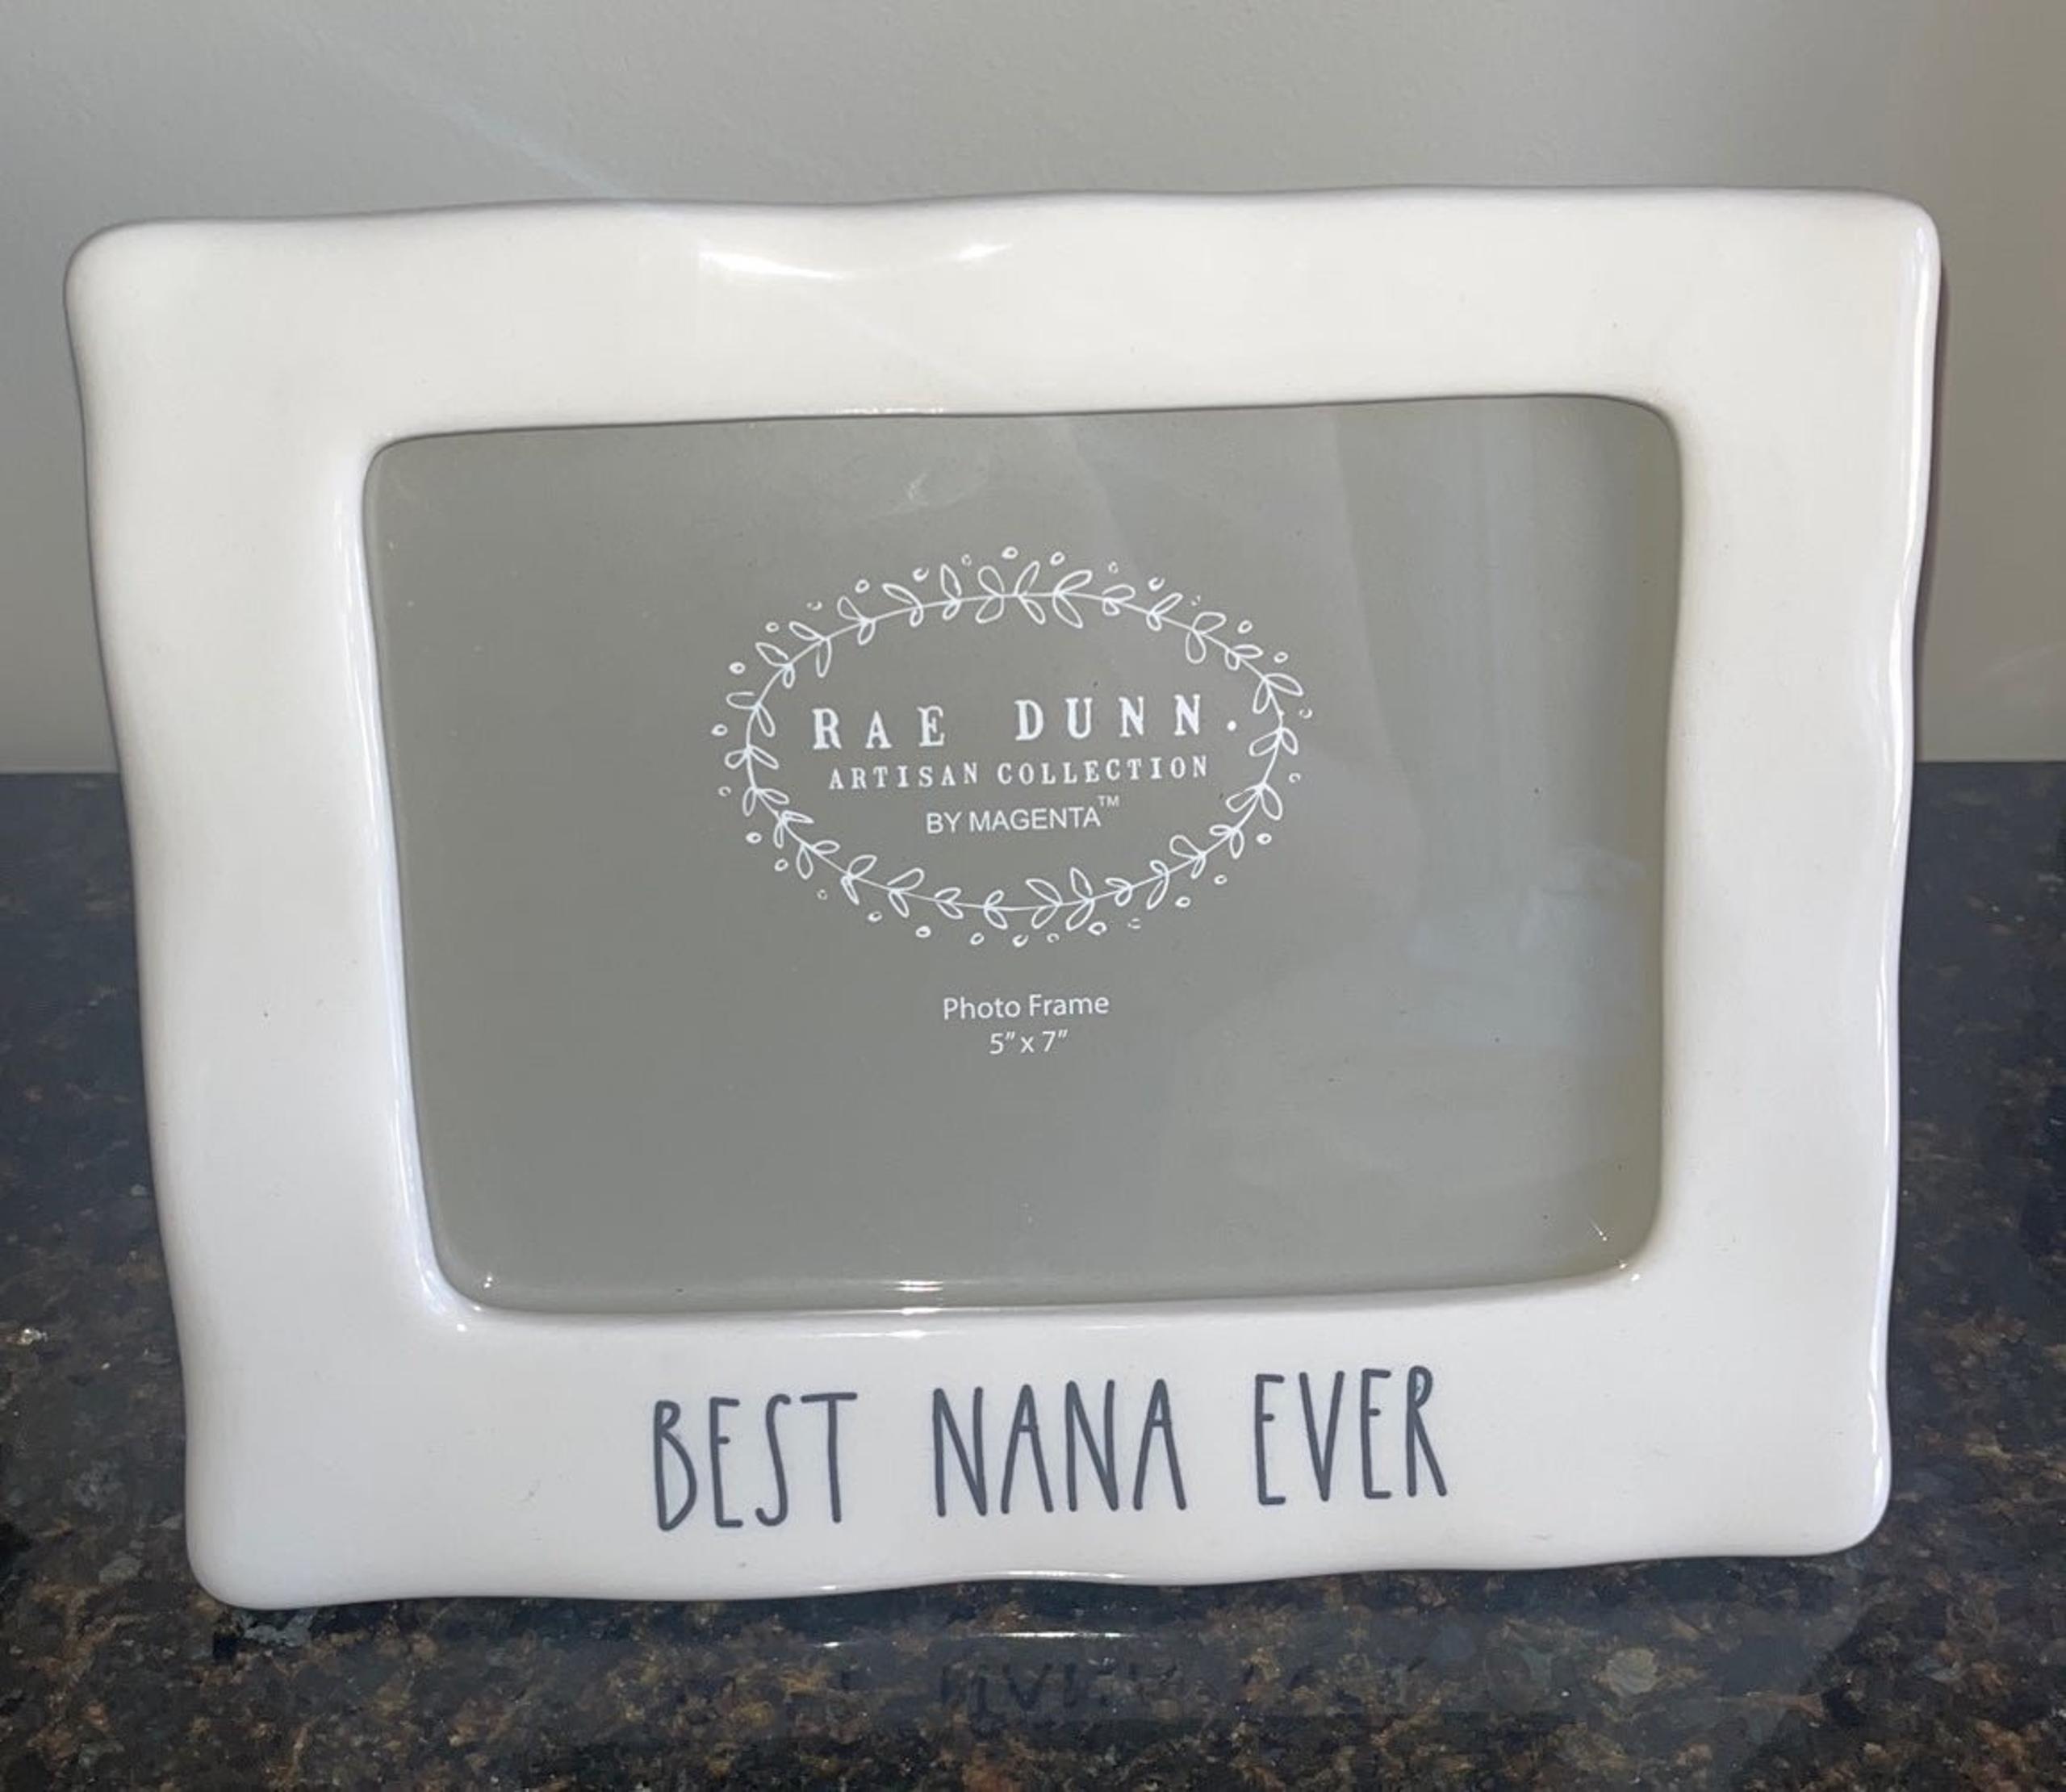 RAE DUNN.
ARTISAN COLLECTION
BY MAGENTA™
Photo Frame
5" x 7"
BEST NANA EVER